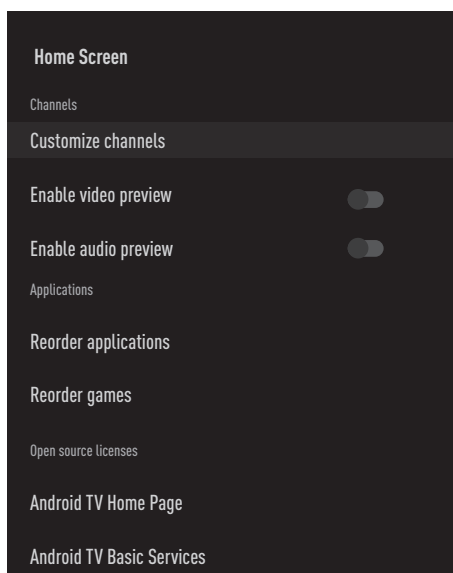 Home Screen
Channels
Customize channels
Enable video preview
Enable audio preview
Applications
Reorder applications
Reorder games
Open source licenses
Android TV Home Page
Android TV Basic Services